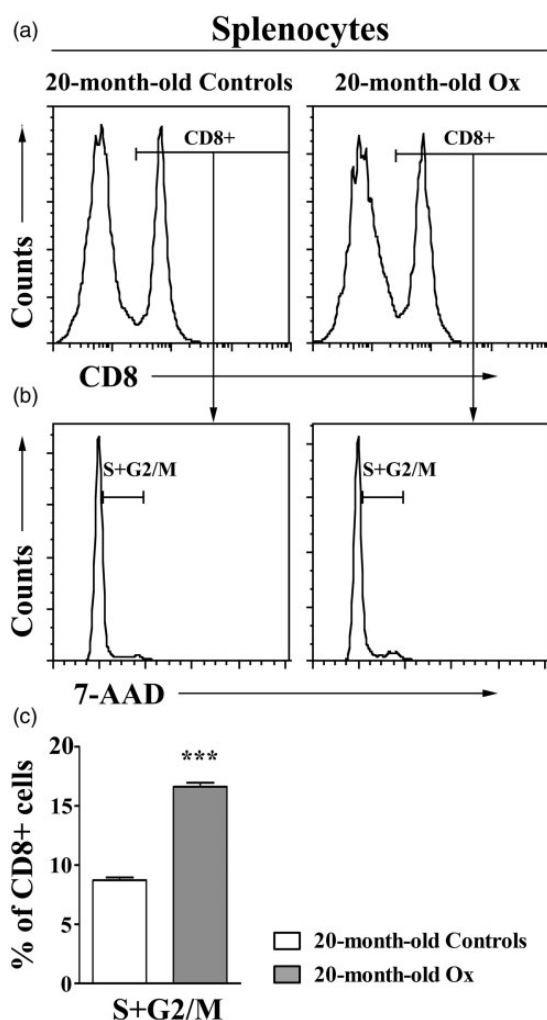 (a)
Splenocytes
20-month-old Controls
20-month-old Ox
CD8+
CD8+
Counts
CD8
(b)
S+G2/M
S+G2/M
Counts
7-AAD
(c)
***
20
15
10
5
0
% of CD8+ cells
S+G2/M
20-month-old Controls
20-month-old Ox